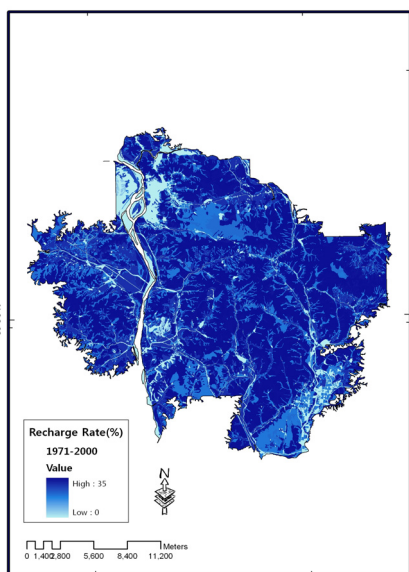 Recharge Rate(%)
1971-2000
Value
High : 35
Low : 0
N
Meters
0 1,400 2,800 5,600 8,400 11,200